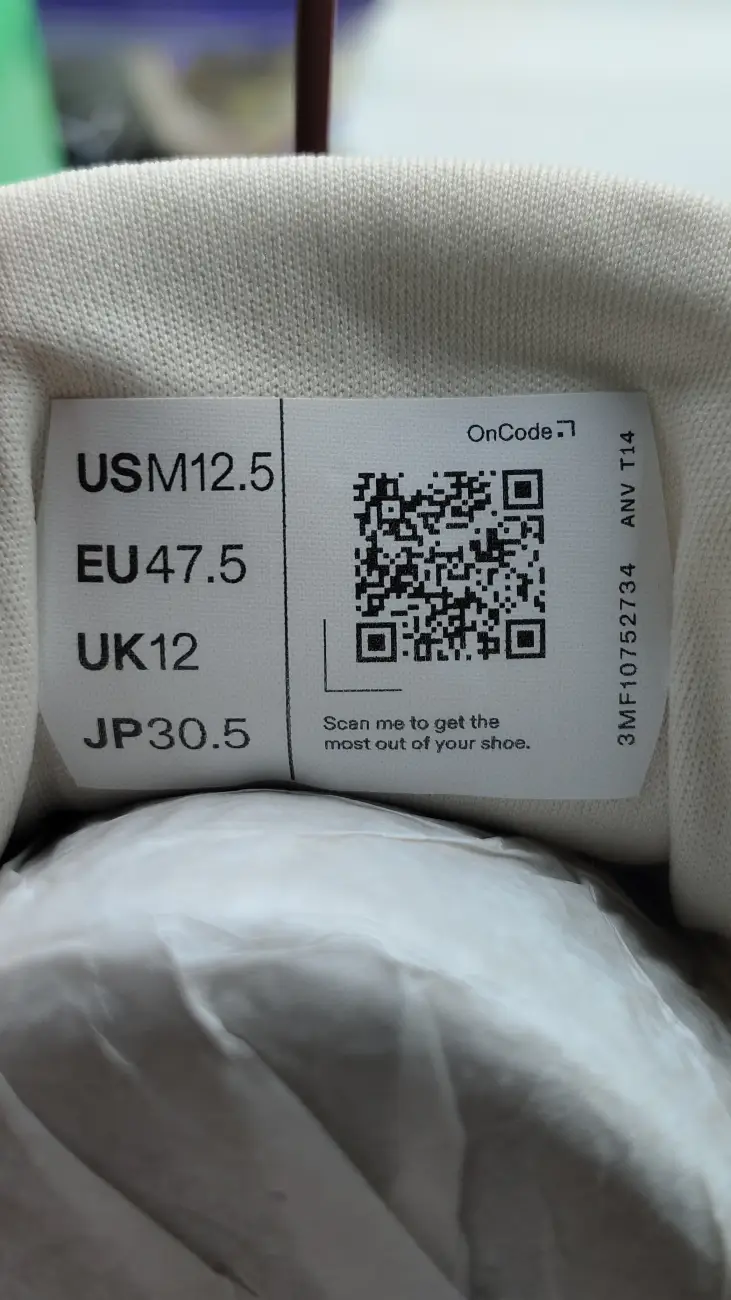 USM12.5
EU47.5
UK12
JP30.5
OnCode
Scan me to get the
most out of your shoe.
3MF10752734 ANV T14